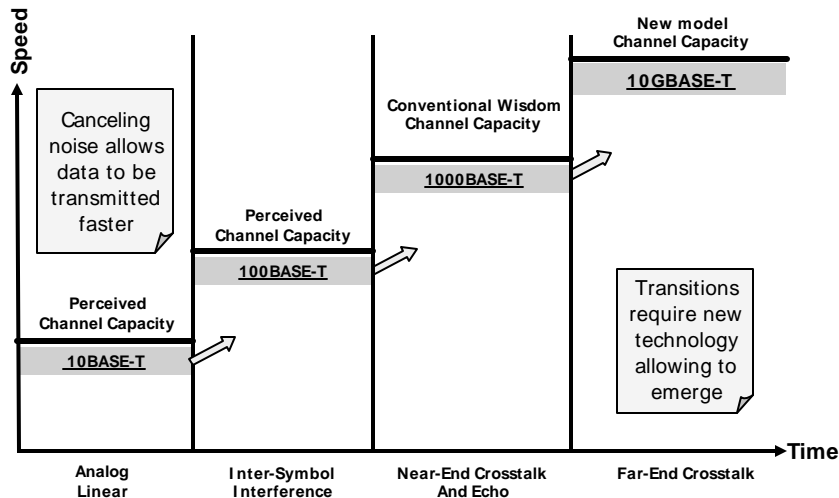 New model
Channel Capacity
Speed
10GBASE-T
Canceling
noise allows
data to be
transmitted
faster
Conventional Wisdom
Channel Capacity
1000BASE-T
Perceived
Channel Capacity
100BASE-T
Perceived
Channel Capacity
10BASE-T
Transitions
require new
technology
allowing to
emerge
Time
Analog
Linear
Inter-Symbol
Interference
Near-End Crosstalk
And Echo
Far-End Crosstalk